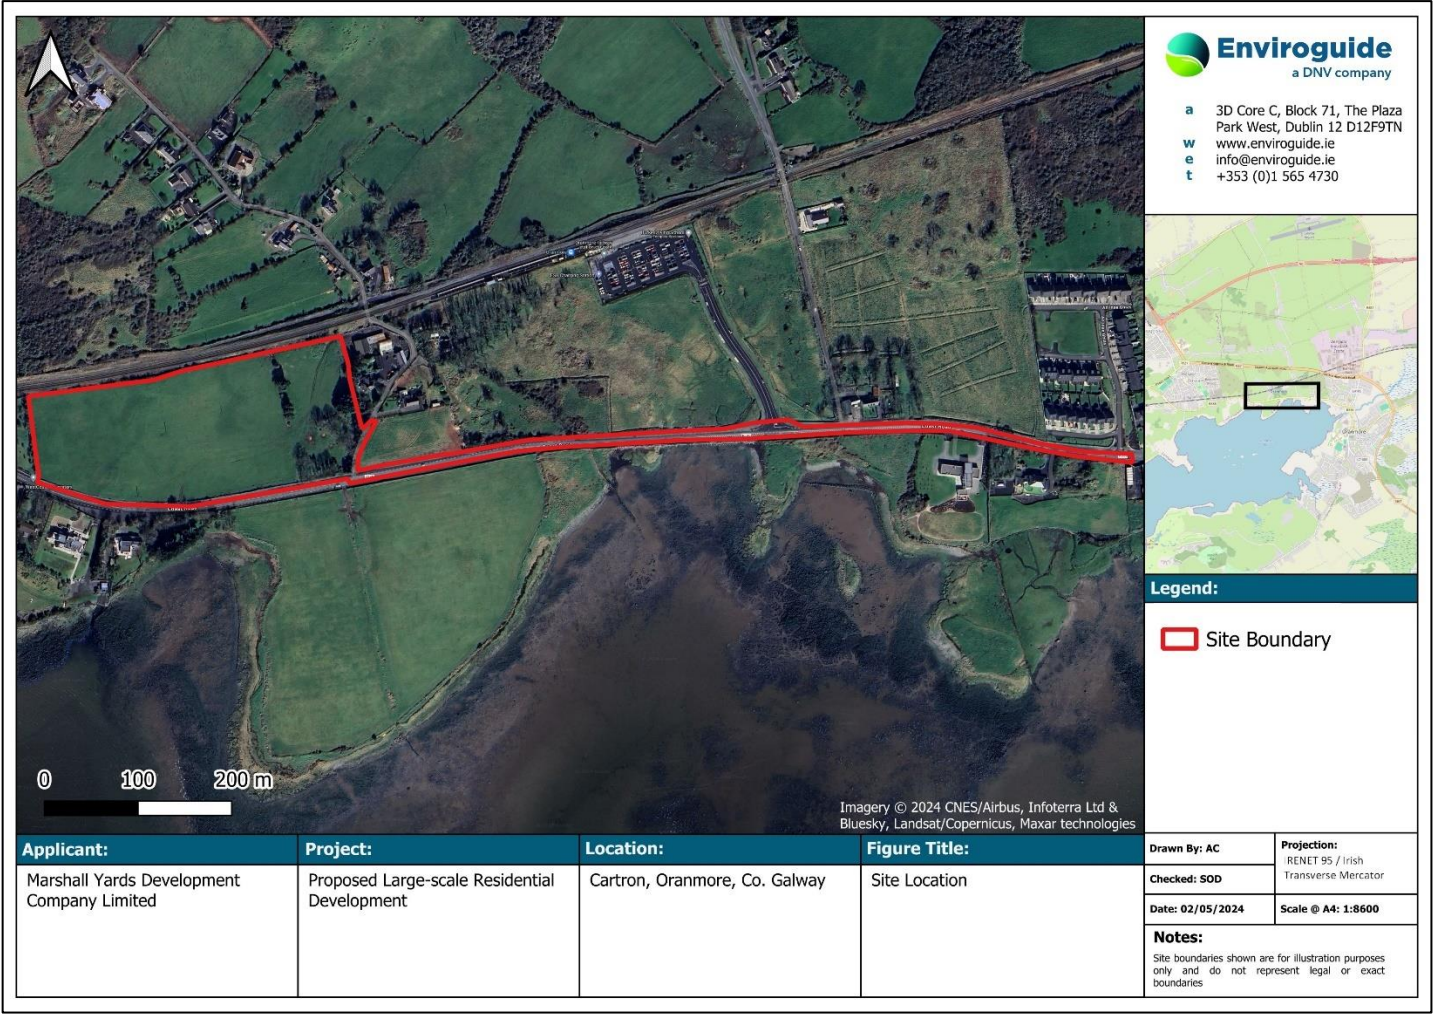 Enviroguide
a DNV company
a 3D Core C, Block 71, The Plaza
Park West, Dublin 12 D12F9TN
w www.enviroguide.ie
e info@enviroguide.ie
t +353 (0)1 565 4730
Legend:
Site Boundary
0 100 200 m
Imagery © 2024 CNES/Airbus, Infoterra Ltd &
Bluesky, Landsat/Copernicus, Maxar technologies
Applicant:
Marshall Yards Development
Company Limited
Project:
Proposed Large-scale Residential
Development
Location:
Cartron, Oranmore, Co. Galway
Figure Title:
Site Location
Drawn By: AC
Checked: SOD
Date: 02/05/2024
Projection:
IRENET 95 / Irish
Transverse Mercator
Scale @ A4: 1:8600
Notes:
Site boundaries shown are for illustration purposes
only and do not represent legal or exact
boundaries